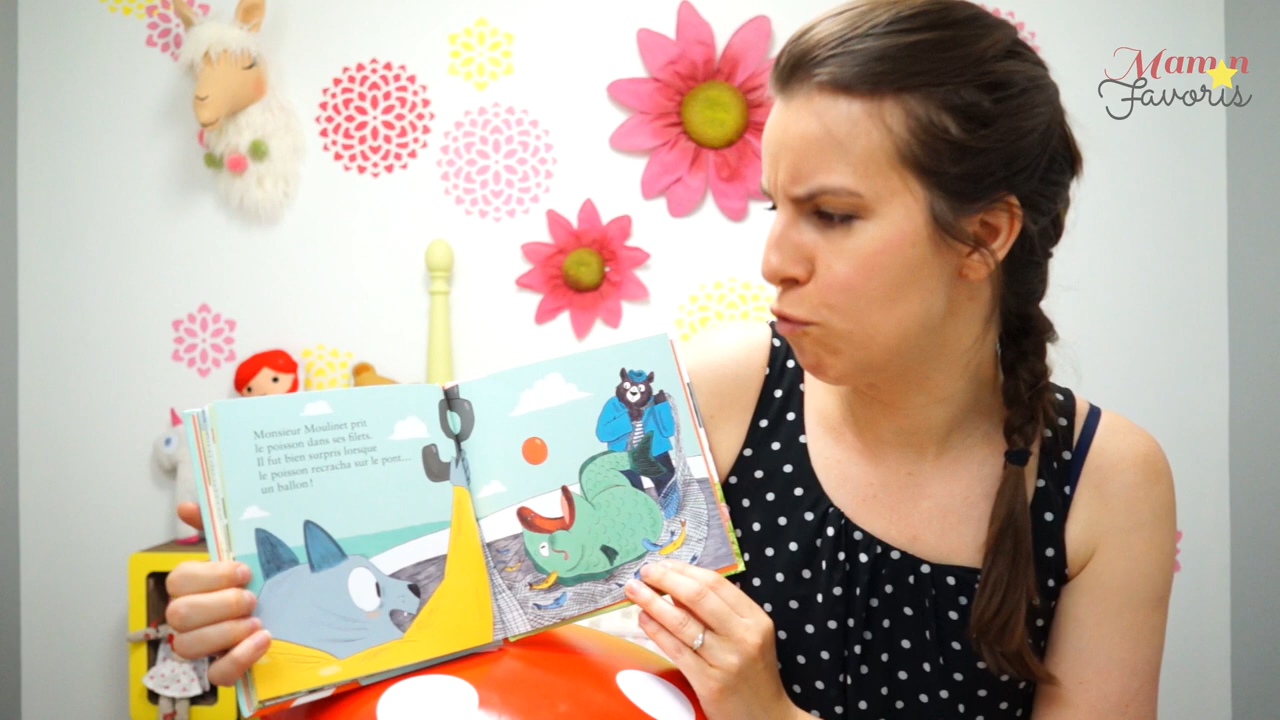 Mam★n
Favoris
Monsieur Moulinet prit
le poisson dans ses filets.
Il fut bien surpris lorsque
le poisson recracha sur le pont...
un ballon !